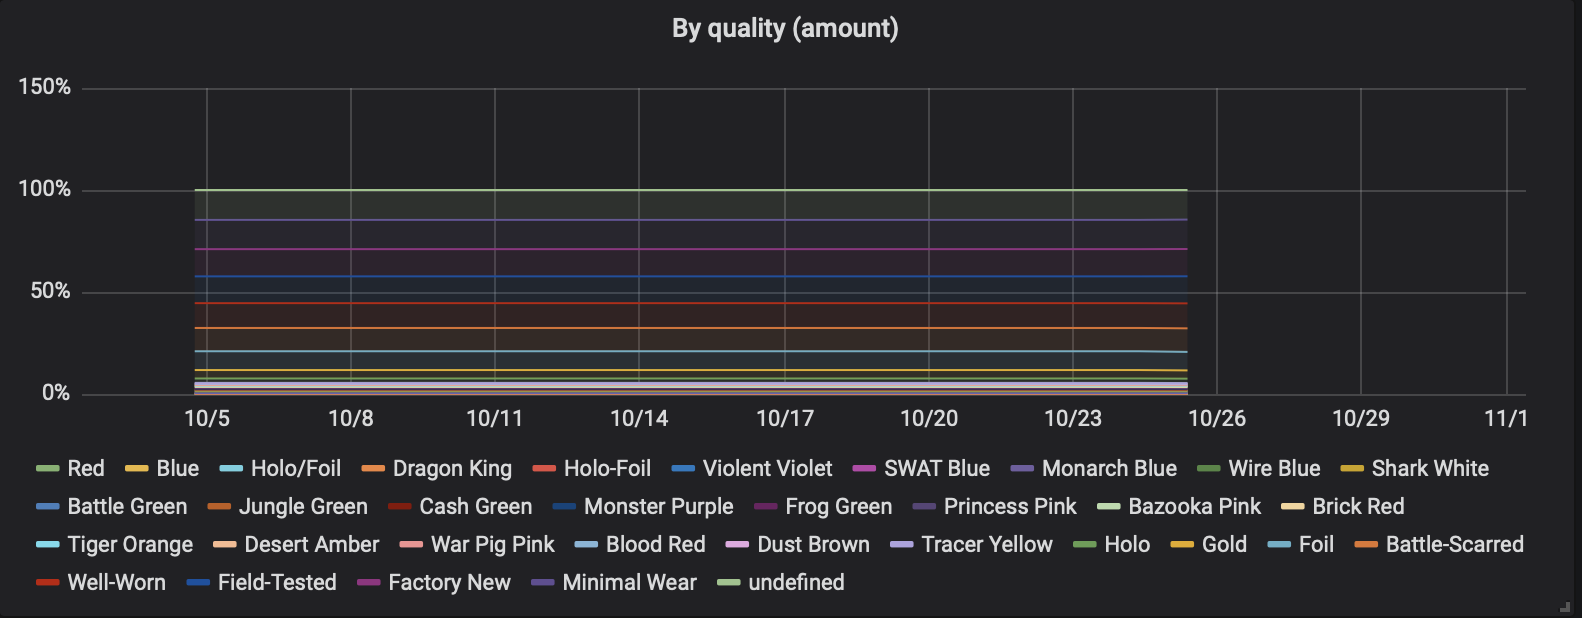 By quality (amount)
150%
100%
50%
0%
10/5 10/8 10/11 10/14 10/17 10/20 10/23 10/26 10/29 11/1
Red Blue Holo/Foil Dragon King Holo-Foil Violent Violet SWAT Blue Monarch Blue Wire Blue Shark White
Battle Green Jungle Green Cash Green Monster Purple Frog Green Princess Pink Bazooka Pink Brick Red
Tiger Orange Desert Amber War Pig Pink Blood Red Dust Brown Tracer Yellow Holo Gold Foil Battle-Scarred
Well-Worn Field-Tested Factory New Minimal Wear undefined